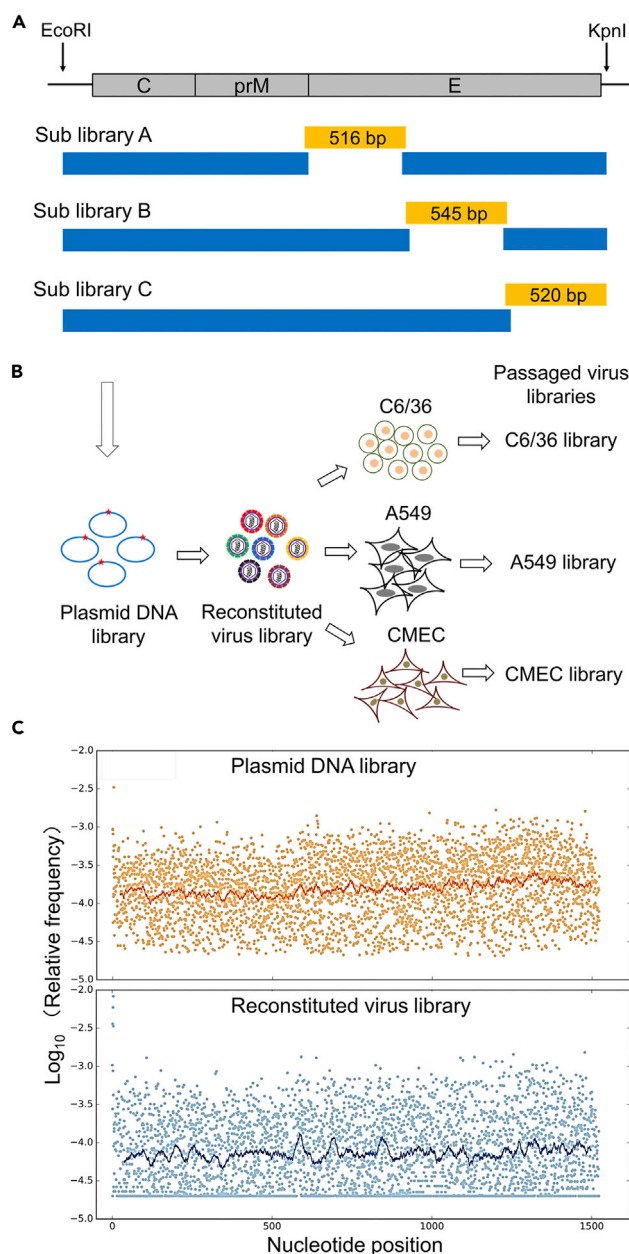 A
EcoRI
KpnI
C
prM
E
Sub library A
516 bp
Sub library B
545 bp
Sub library C
520 bp
B
Passaged virus
libraries
C6/36
C6/36 library
A549
A549 library
Plasmid DNA
library
Reconstituted
virus library
CMEC
CMEC library
C
Log10 (Relative frequency)
Plasmid DNA library
−2.0
−2.5
−3.0
−3.5
−4.0
−4.5
−5.0
Reconstituted virus library
−2.0
−2.5
−3.0
−3.5
−4.0
−4.5
−5.0
0
500
1000
1500
Nucleotide position